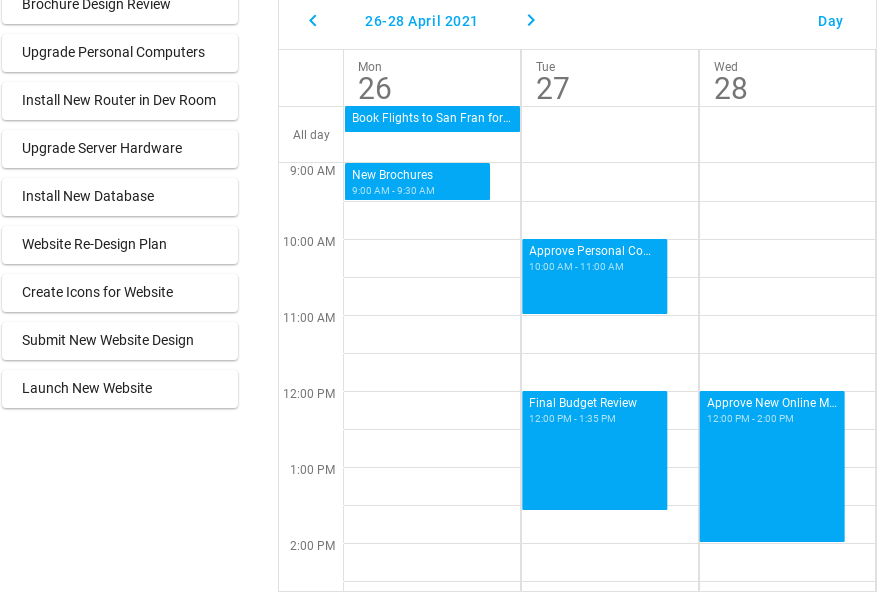 Brochure Design Review
Upgrade Personal Computers
Install New Router in Dev Room
Upgrade Server Hardware
Install New Database
Website Re-Design Plan
Create Icons for Website
Submit New Website Design
Launch New Website
26-28 April 2021
Day
Mon
26
Tue
27
Wed
28
All day
Book Flights to San Fran for...
9:00 AM
New Brochures
9:00 AM - 9:30 AM
10:00 AM
Approve Personal Co...
10:00 AM - 11:00 AM
11:00 AM
12:00 PM
Final Budget Review
12:00 PM - 1:35 PM
Approve New Online M...
12:00 PM - 2:00 PM
1:00 PM
2:00 PM